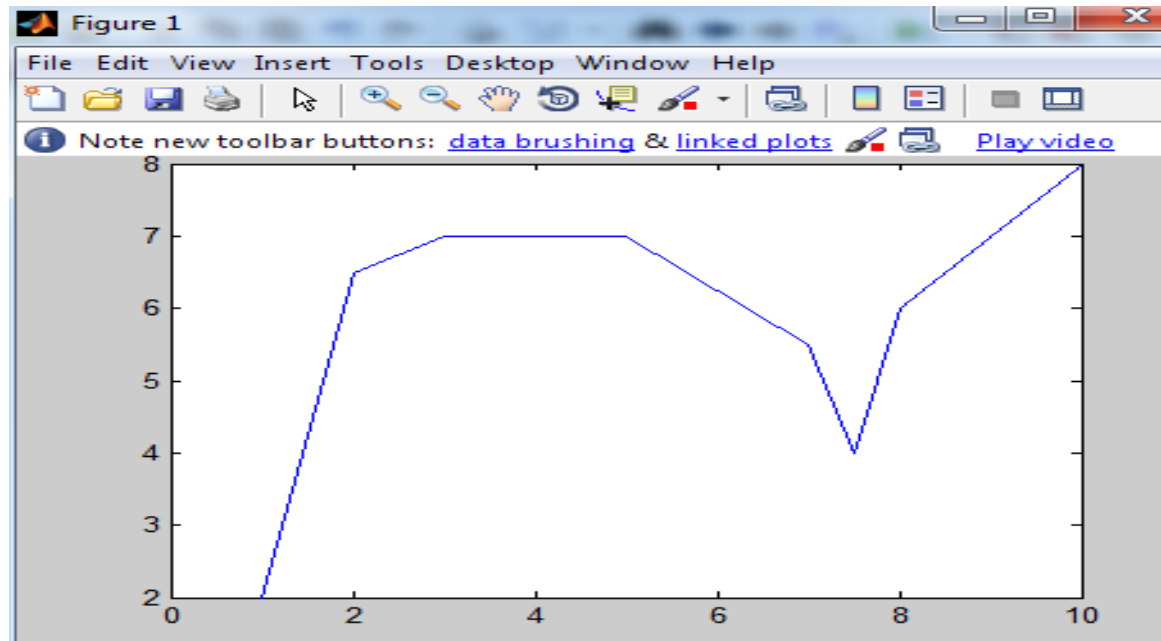 Figure 1
File Edit View Insert Tools Desktop Window Help
Note new toolbar buttons: data brushing & linked plots Play video
8
7
6
5
4
3
2
0 2 4 6 8 10